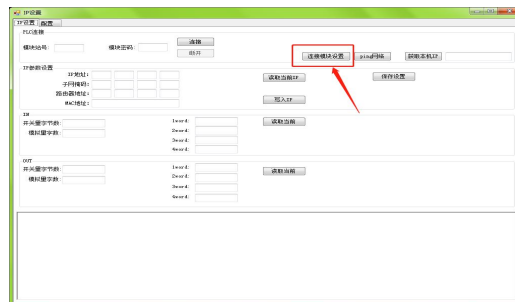 IP设置
IP设置 配置
PLC连接
模块站号: 模块密码: 连接
断开
连接模块设置 ping网络 获取本机IP
IP参数设置
IP地址:
子网掩码:
路由器地址:
MAC地址:
读取当前IP 保存设置
写入IP
IN
开关量字节数: 1word: 读取当前
模拟量字数: 2word:
3word:
4word:
OUT
开关量字节数: 1word: 读取当前
模拟量字数: 2word:
3word:
4word: